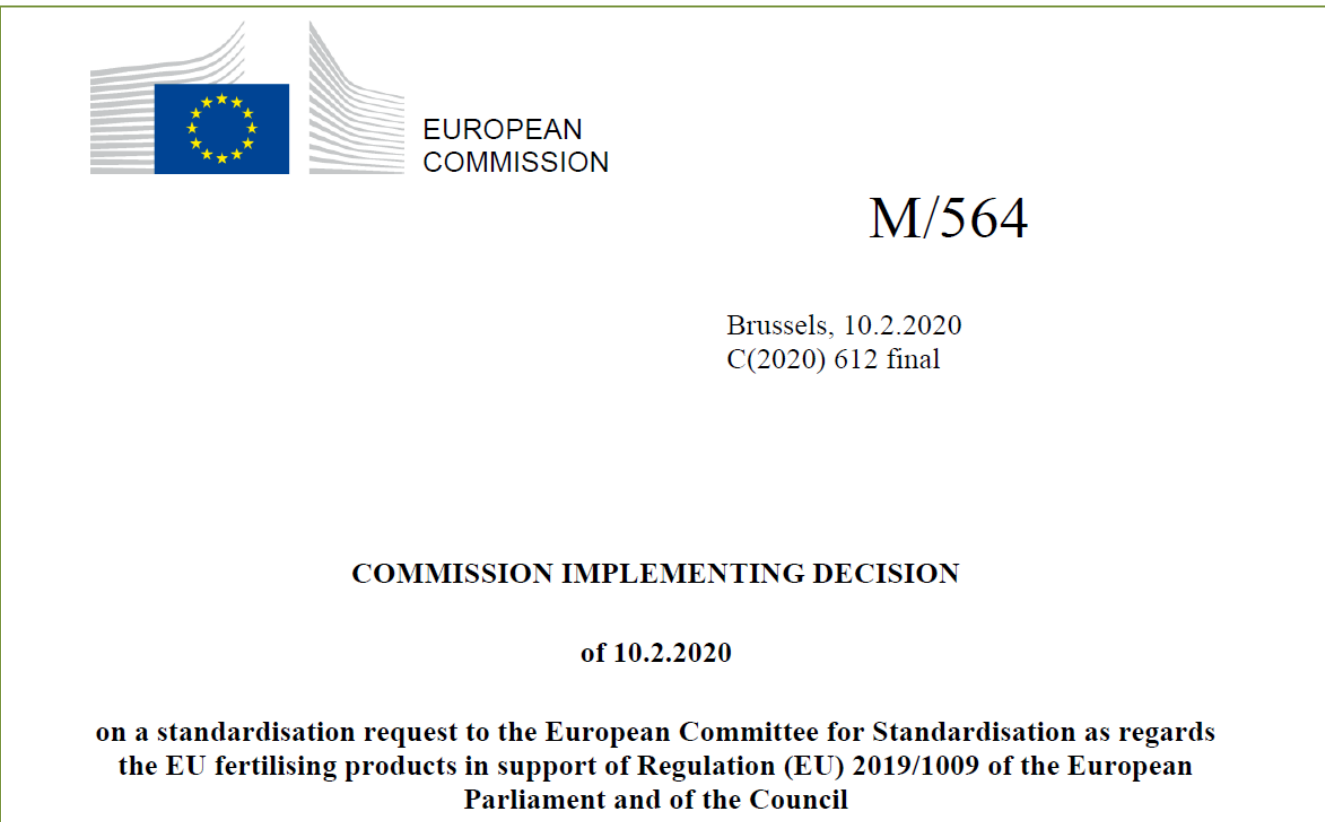 EUROPEAN
COMMISSION
M/564
Brussels, 10.2.2020
C(2020) 612 final
COMMISSION IMPLEMENTING DECISION
of 10.2.2020
on a standardisation request to the European Committee for Standardisation as regards
the EU fertilising products in support of Regulation (EU) 2019/1009 of the European
Parliament and of the Council